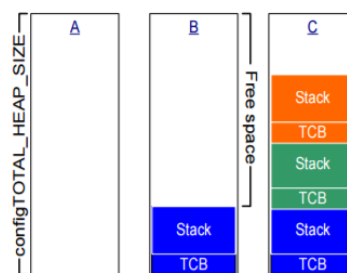 configTOTAL_HEAP_SIZE
A
B
Stack
TCB
Free space
C
Stack
TCB
Stack
TCB
Stack
TCB